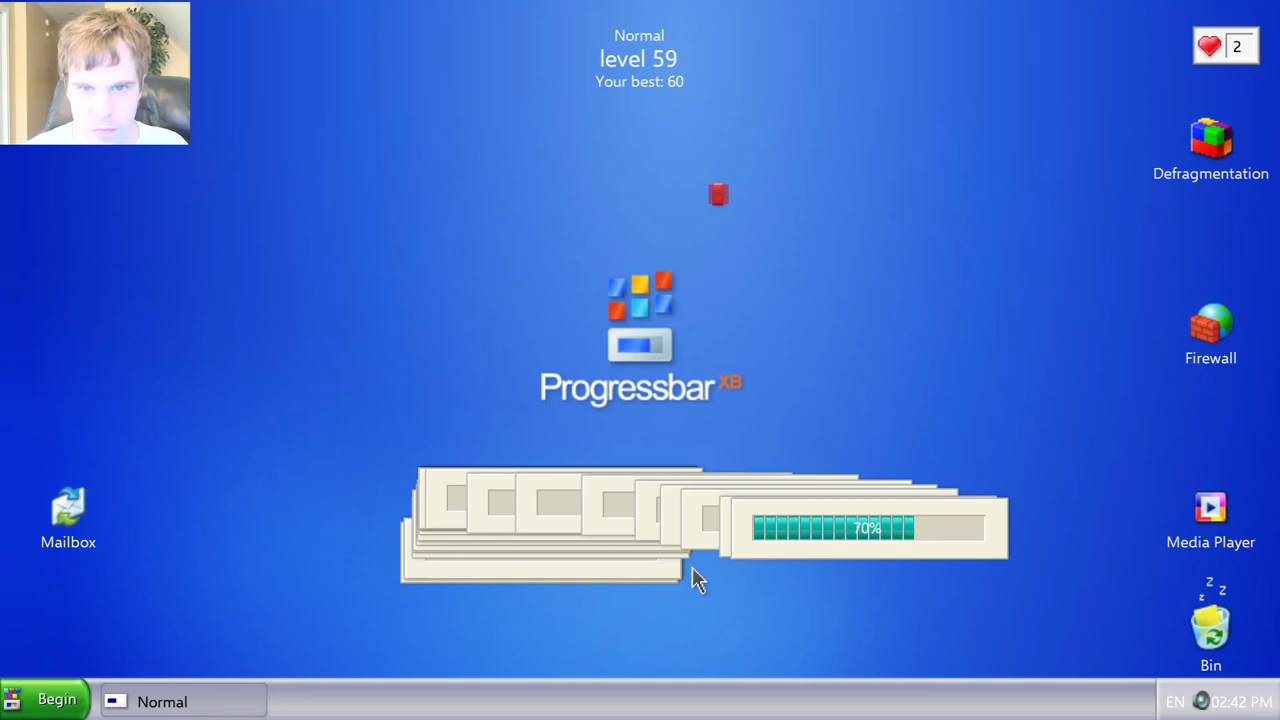 Normal
level 59
Your best: 60
2
Defragmentation
Progressbar XB
Firewall
Mailbox
Media Player
70%
z z
z
Bin
Begin
Normal
EN 02:42 PM